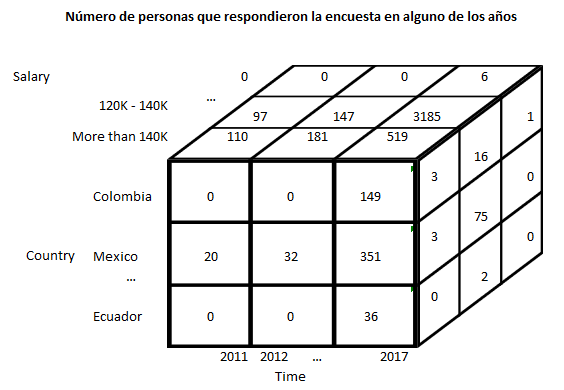 Número de personas que respondieron la encuesta en alguno de los años
Salary 0 0 0 6
...
120K - 140K 97 147 3185 1
More than 140K 110 181 519 16
3 0
Colombia 0 0 149
75
3 0
Country Mexico 20 32 351
...
0 2
Ecuador 0 0 36
2011 2012 ... 2017
Time